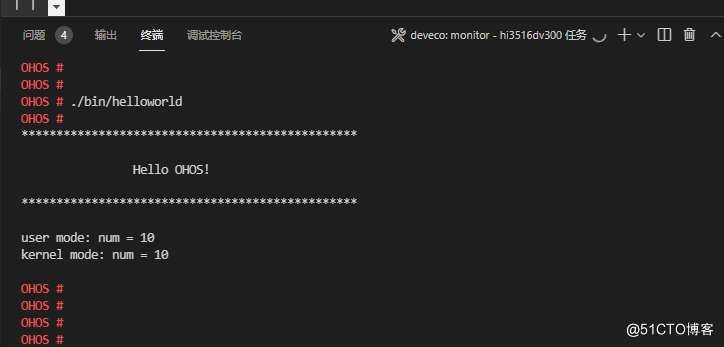 问题 4 输出 终端 调试控制台 deveco: monitor - hi3516dv300 任务
OHOS #
OHOS #
OHOS # ./bin/helloworld
OHOS #
************************************************
Hello OHOS!
************************************************
user mode: num = 10
kernel mode: num = 10
OHOS #
OHOS #
OHOS #
OHOS #
@51CTO博客